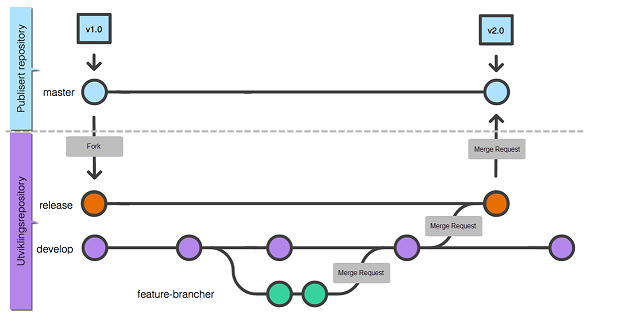 Publisert repository
v1.0
v2.0
master
Fork
Merge Request
Utviklingsrepository
release
Merge Request
develop
Merge Request
feature-brancher